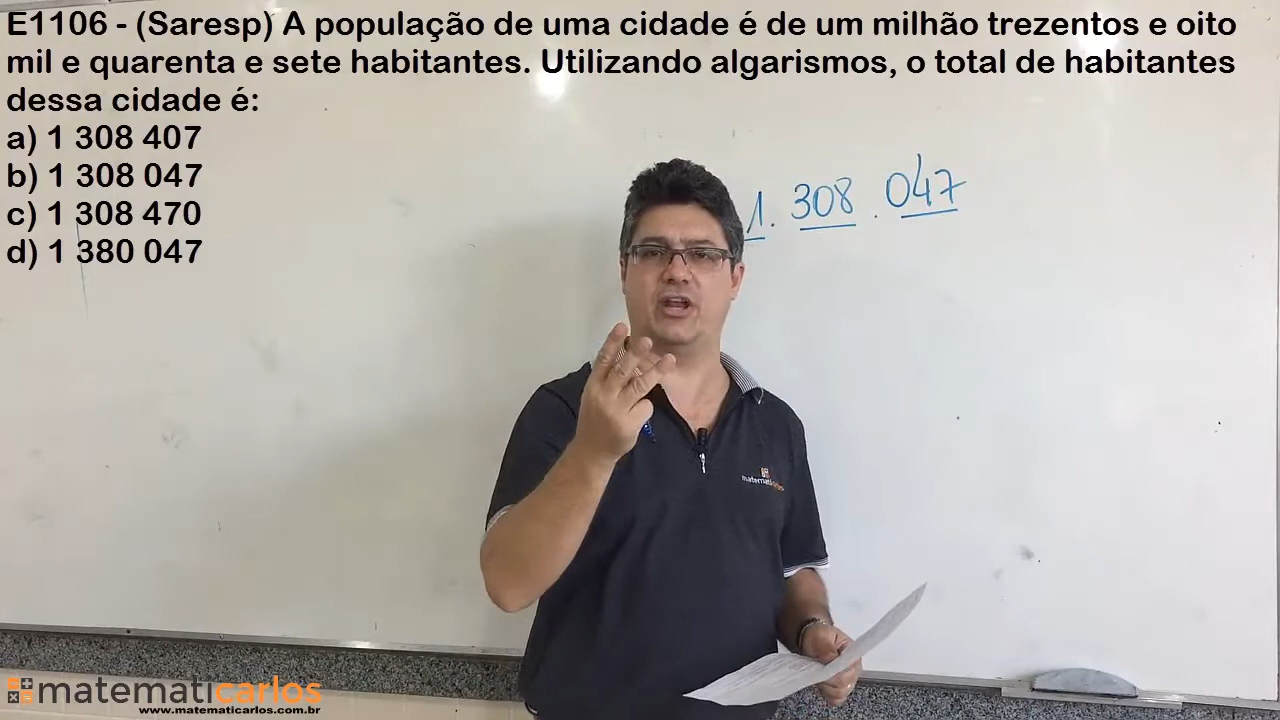 E1106 - (Saresp) A população de uma cidade é de um milhão trezentos e oito
mil e quarenta e sete habitantes. Utilizando algarismos, o total de habitantes
dessa cidade é:
a) 1 308 407
b) 1 308 047
c) 1 308 470
d) 1 380 047
1.308.047
matematicarlos
matematicarlos
www.matematicarlos.com.br